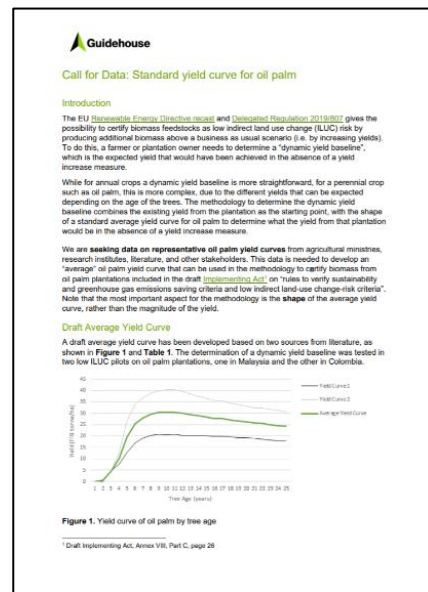 Guidehouse
Call for Data: Standard yield curve for oil palm
Introduction
The EU Renewable Energy Directive recast and Delegated Regulation 2019/807 gives the
possibility to certify biomass feedstocks as low indirect land use change (ILUC) risk by
producing additional biomass above a business as usual scenario (i.e. by increasing yields).
To do this, a farmer or plantation owner needs to determine a “dynamic yield baseline”,
which is the expected yield that would have been achieved in the absence of a yield
increase measure.
While for annual crops a dynamic yield baseline is more straightforward, for a perennial crop
such as oil palm, this is more complex, due to the different yields that can be expected
depending on the age of the trees. The methodology to determine the dynamic yield
baseline combines the existing yield from the plantation as the starting point, with the shape
of a standard average yield curve for oil palm to determine what the yield from that plantation
would be in the absence of a yield increase measure.
We are seeking data on representative oil palm yield curves from agricultural ministries,
research institutes, literature, and other stakeholders. This data is needed to develop an
“average” oil palm yield curve that can be used in the methodology to certify biomass from
oil palm plantations included in the draft Implementing Act¹ on “rules to verify sustainability
and greenhouse gas emissions saving criteria and low indirect land-use change-risk criteria”.
Note that the most important aspect for the methodology is the shape of the average yield
curve, rather than the magnitude of the yield.
Draft Average Yield Curve
A draft average yield curve has been developed based on two sources from literature, as
shown in Figure 1 and Table 1. The determination of a dynamic yield baseline was tested in
two low ILUC pilots on oil palm plantations, one in Malaysia and the other in Colombia.
45
40
35
30
25
20
15
10
5
0
Yield (FFB tonne/ha)
1 2 3 4 5 6 7 8 9 10 11 12 13 14 15 16 17 18 19 20 21 22 23 24 25
Tree Age (years)
Yield Curve 1
Yield Curve 2
Average Yield Curve
Figure 1. Yield curve of oil palm by tree age
¹ Draft Implementing Act, Annex VIII, Part C, page 26